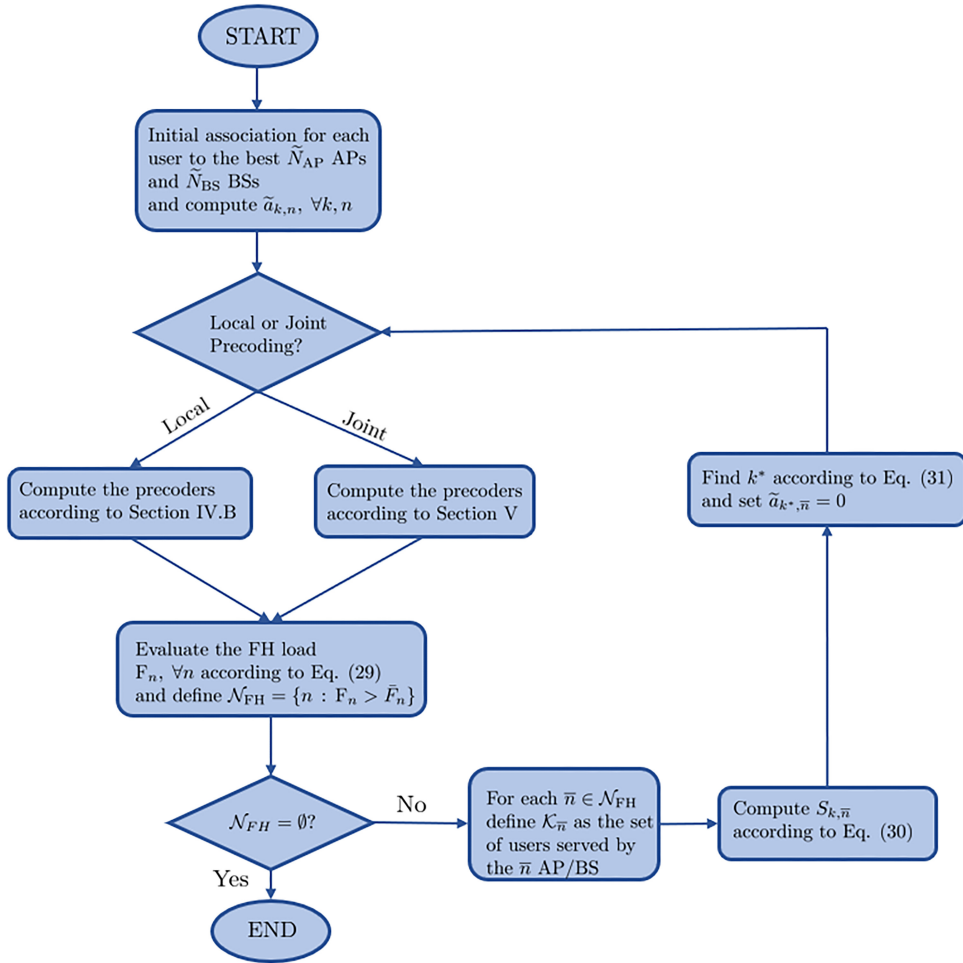 START
Initial association for each
user to the best Ñ_AP APs
and Ñ_BS BSs
and compute ã_{k,n}, ∀k, n
Local or Joint
Precoding?
Local
Joint
Compute the precoders
according to Section IV.B
Compute the precoders
according to Section V
Find k* according to Eq. (31)
and set ã_{k*,n̅} = 0
Evaluate the FH load
F_n, ∀n according to Eq. (29)
and define 𝒩_FH = {n : F_n > F̄_n}
𝒩_FH = ∅?
No
For each n̅ ∈ 𝒩_FH
define 𝒦_n̅ as the set
of users served by
the n̅ AP/BS
Compute S_{k,n̅}
according to Eq. (30)
Yes
END